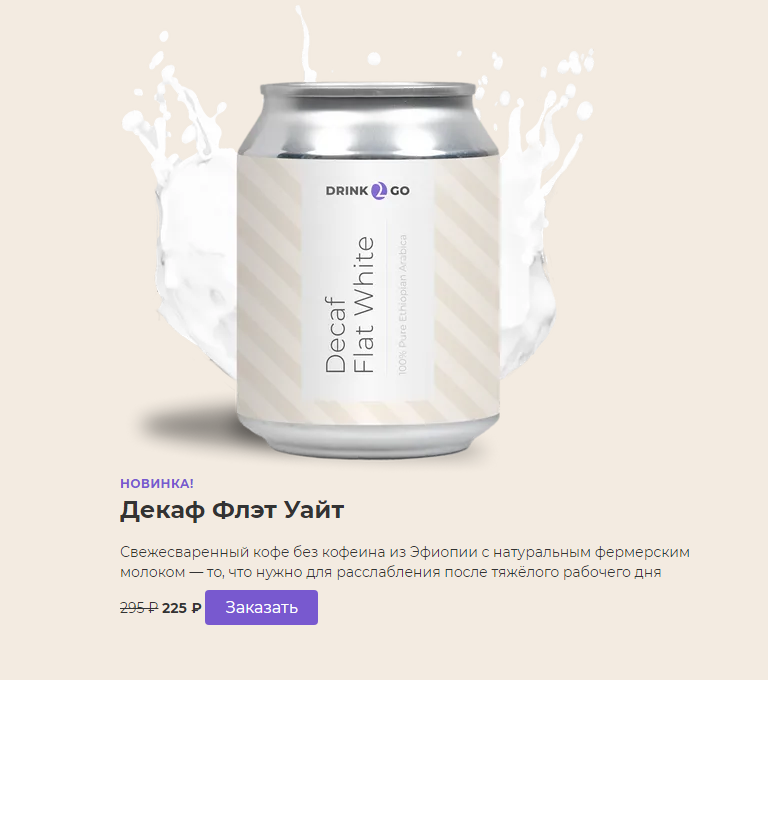 DRINK 2 GO
Decaf
Flat White
100% Pure Ethiopian Arabica
НОВИНКА!
Декаф Флэт Уайт
Свежесваренный кофе без кофеина из Эфиопии с натуральным фермерским
молоком — то, что нужно для расслабления после тяжёлого рабочего дня
295 ₽ 225 ₽ Заказать